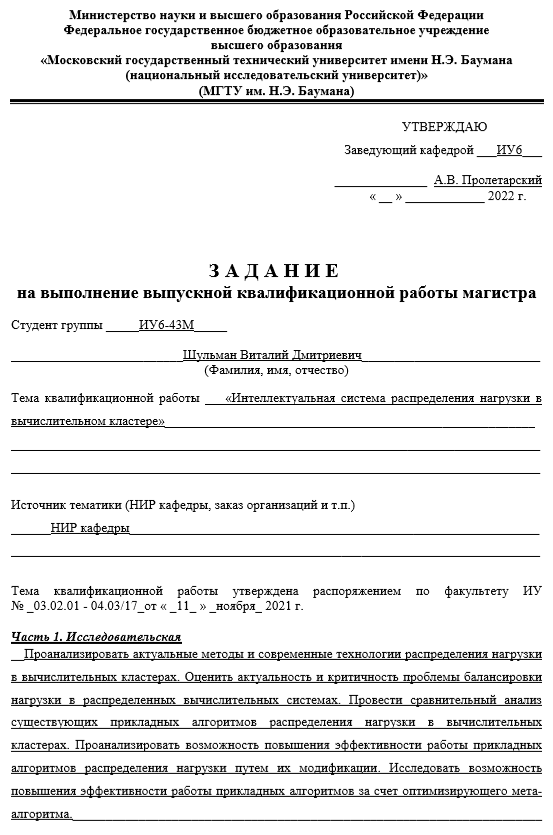 Министерство науки и высшего образования Российской Федерации
Федеральное государственное бюджетное образовательное учреждение
высшего образования
«Московский государственный технический университет имени Н.Э. Баумана
(национальный исследовательский университет)»
(МГТУ им. Н.Э. Баумана)
УТВЕРЖДАЮ
Заведующий кафедрой ___ИУ6___
______________ А.В. Пролетарский
« __ » ____________ 2022 г.
З А Д А Н И Е
на выполнение выпускной квалификационной работы магистра
Студент группы _____ИУ6-43М_____
Шульман Виталий Дмитриевич
(Фамилия, имя, отчество)
Тема квалификационной работы ___«Интеллектуальная система распределения нагрузки в
вычислительном кластере»
Источник тематики (НИР кафедры, заказ организаций и т.п.)
______НИР кафедры
Тема квалификационной работы утверждена распоряжением по факультету ИУ
№ _03.02.01 - 04.03/17_от « _11_ » _ноября_ 2021 г.
Часть 1. Исследовательская
__Проанализировать актуальные методы и современные технологии распределения нагрузки
в вычислительных кластерах. Оценить актуальность и критичность проблемы балансировки
нагрузки в распределенных вычислительных системах. Провести сравнительный анализ
существующих прикладных алгоритмов распределения нагрузки в вычислительных
кластерах. Проанализировать возможность повышения эффективности работы прикладных
алгоритмов распределения нагрузки путем их модификации. Исследовать возможность
повышения эффективности работы прикладных алгоритмов за счет оптимизирующего мета-
алгоритма.